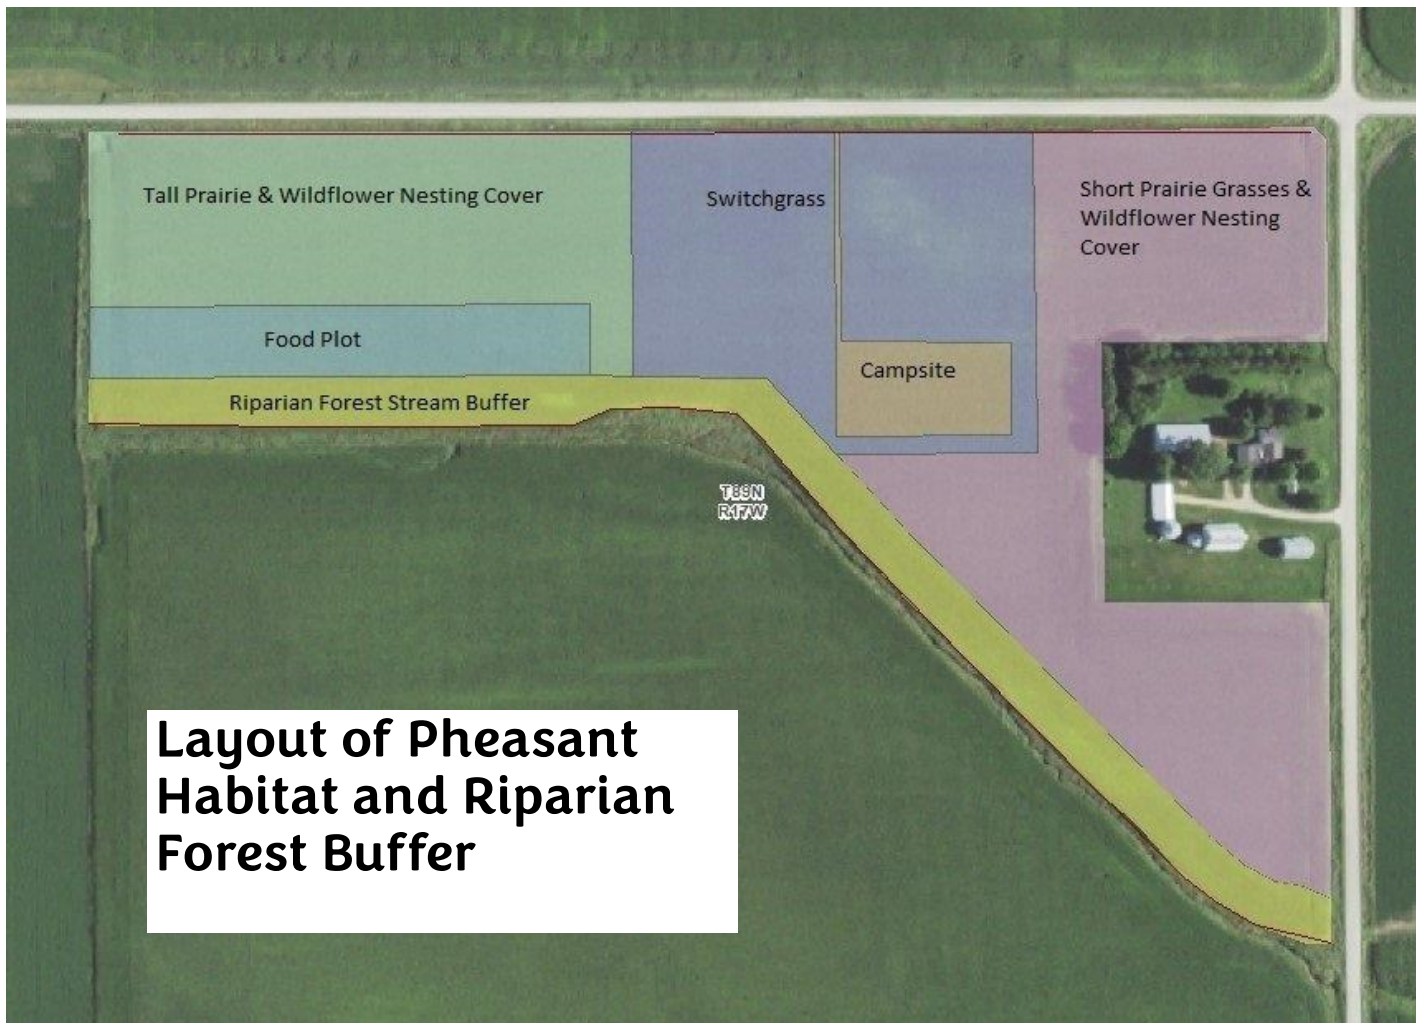 Tall Prairie & Wildflower Nesting Cover
Switchgrass
Short Prairie Grasses &
Wildflower Nesting
Cover
Food Plot
Campsite
Riparian Forest Stream Buffer
T89N
R17W
Layout of Pheasant
Habitat and Riparian
Forest Buffer